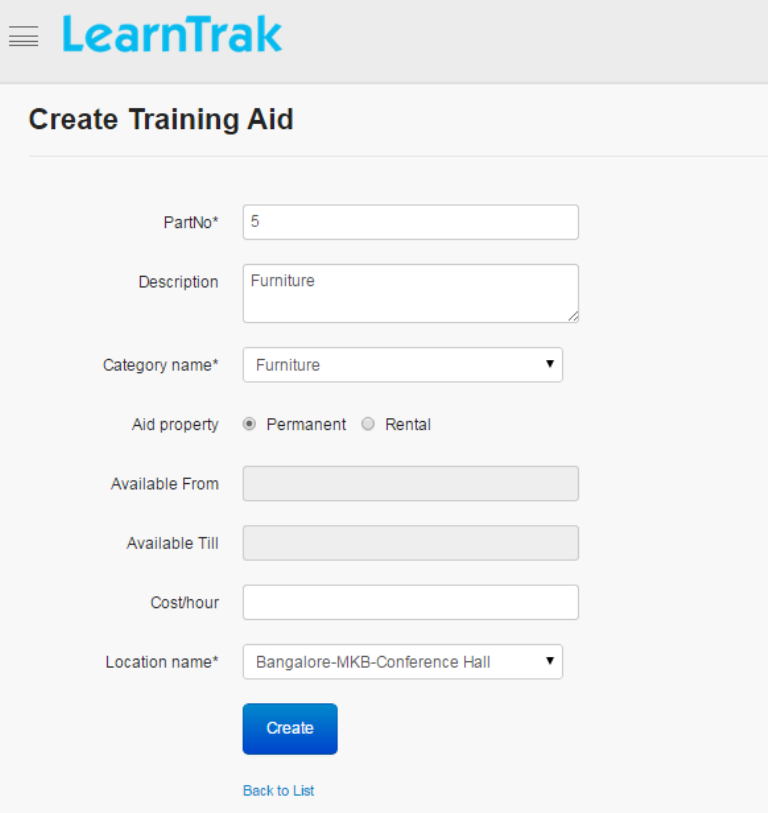 LearnTrak
Create Training Aid
PartNo* 5
Description Furniture
Category name* Furniture
Aid property Permanent Rental
Available From
Available Till
Cost/hour
Location name* Bangalore-MKB-Conference Hall
Create
Back to List